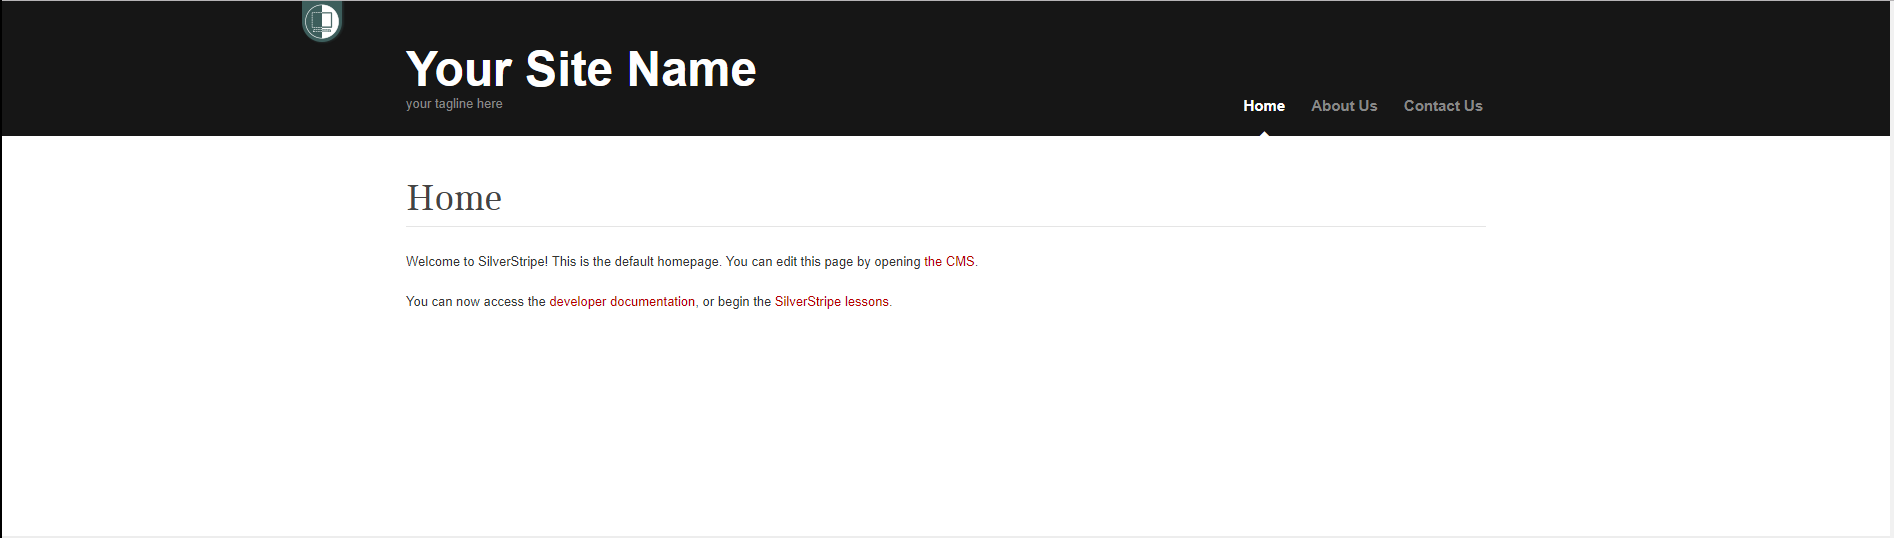 Your Site Name
your tagline here
Home About Us Contact Us
Home
Welcome to SilverStripe! This is the default homepage. You can edit this page by opening the CMS.
You can now access the developer documentation, or begin the SilverStripe lessons.